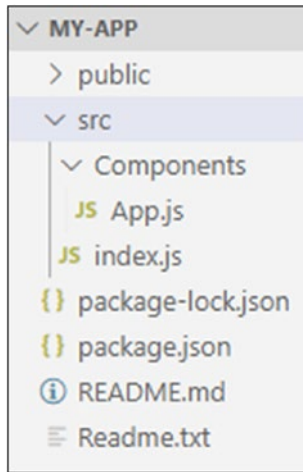 MY-APP
public
src
Components
JS App.js
JS index.js
{} package-lock.json
{} package.json
README.md
Readme.txt